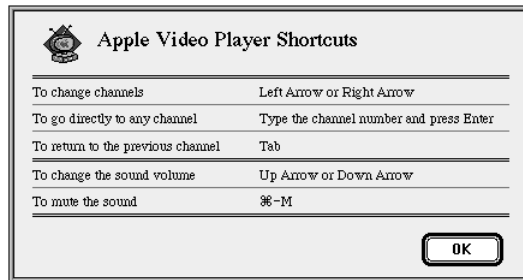 Apple Video Player Shortcuts
To change channels Left Arrow or Right Arrow
To go directly to any channel Type the channel number and press Enter
To return to the previous channel Tab
To change the sound volume Up Arrow or Down Arrow
To mute the sound ⌘-M
OK